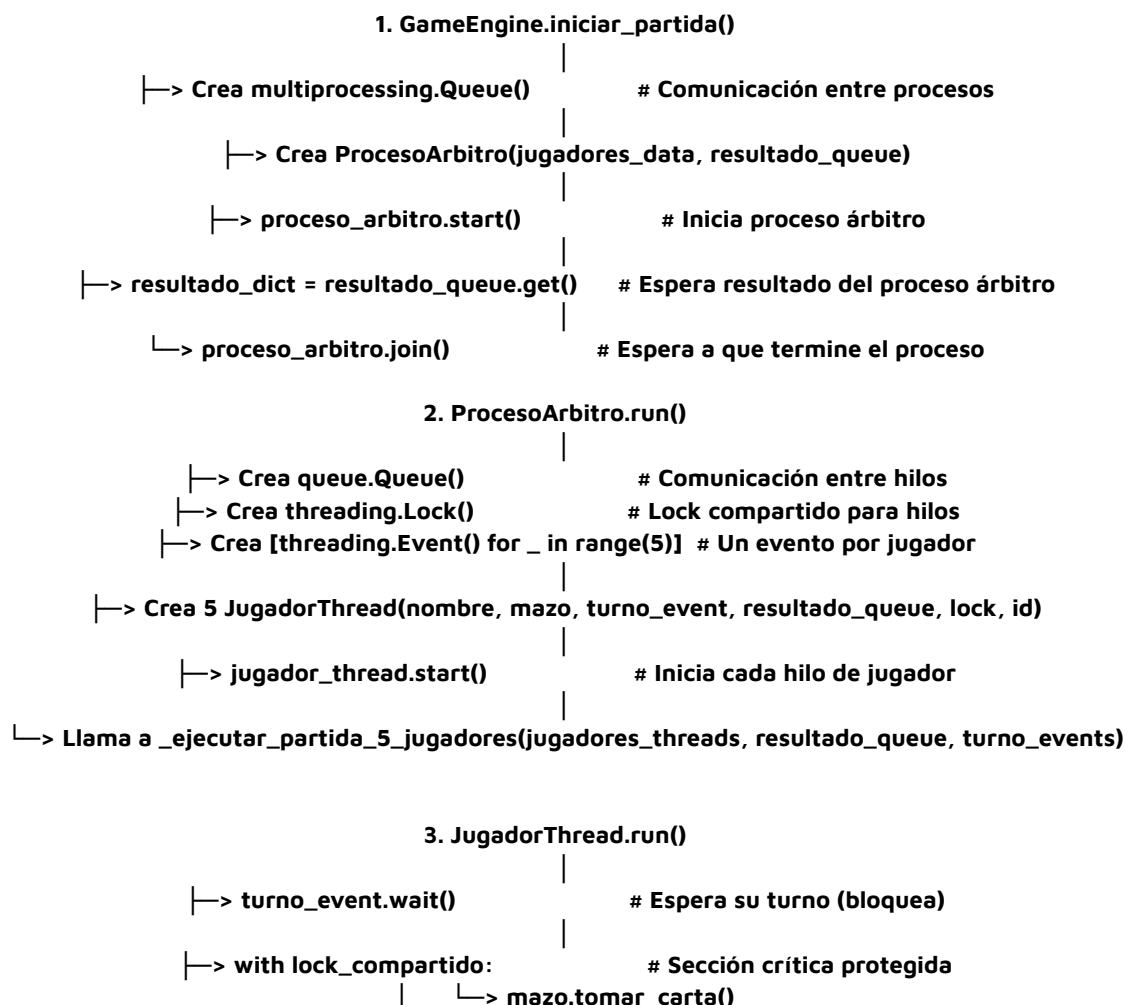 1. GameEngine.iniciar_partida()
│
├─> Crea multiprocessing.Queue() # Comunicación entre procesos
│
├─> Crea ProcesoArbitro(jugadores_data, resultado_queue)
│
├─> proceso_arbitro.start() # Inicia proceso árbitro
│
├─> resultado_dict = resultado_queue.get() # Espera resultado del proceso árbitro
│
└─> proceso_arbitro.join() # Espera a que termine el proceso
2. ProcesoArbitro.run()
│
├─> Crea queue.Queue() # Comunicación entre hilos
├─> Crea threading.Lock() # Lock compartido para hilos
├─> Crea [threading.Event() for _ in range(5)] # Un evento por jugador
│
├─> Crea 5 JugadorThread(nombre, mazo, turno_event, resultado_queue, lock, id)
│
├─> jugador_thread.start() # Inicia cada hilo de jugador
│
└─> Llama a _ejecutar_partida_5_jugadores(jugadores_threads, resultado_queue, turno_events)
3. JugadorThread.run()
│
├─> turno_event.wait() # Espera su turno (bloquea)
│
├─> with lock_compartido: # Sección crítica protegida
│ └─> mazo.tomar_carta()